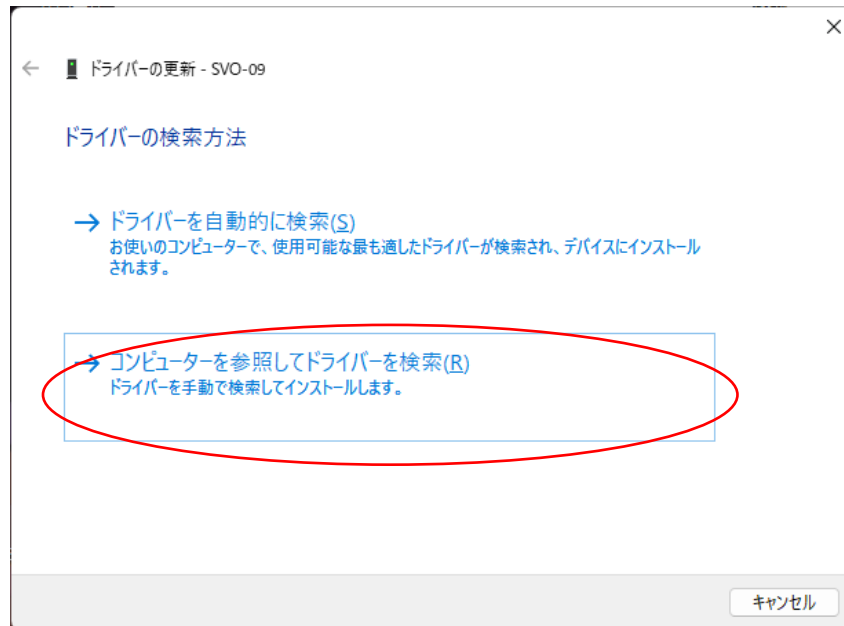 ドライバーの更新 - SVO-09
ドライバーの検索方法
→ ドライバーを自動的に検索(S)
お使いのコンピューターで、使用可能な最も適したドライバーが検索され、デバイスにインストール
されます。
→ コンピューターを参照してドライバーを検索(R)
ドライバーを手動で検索してインストールします。
キャンセル